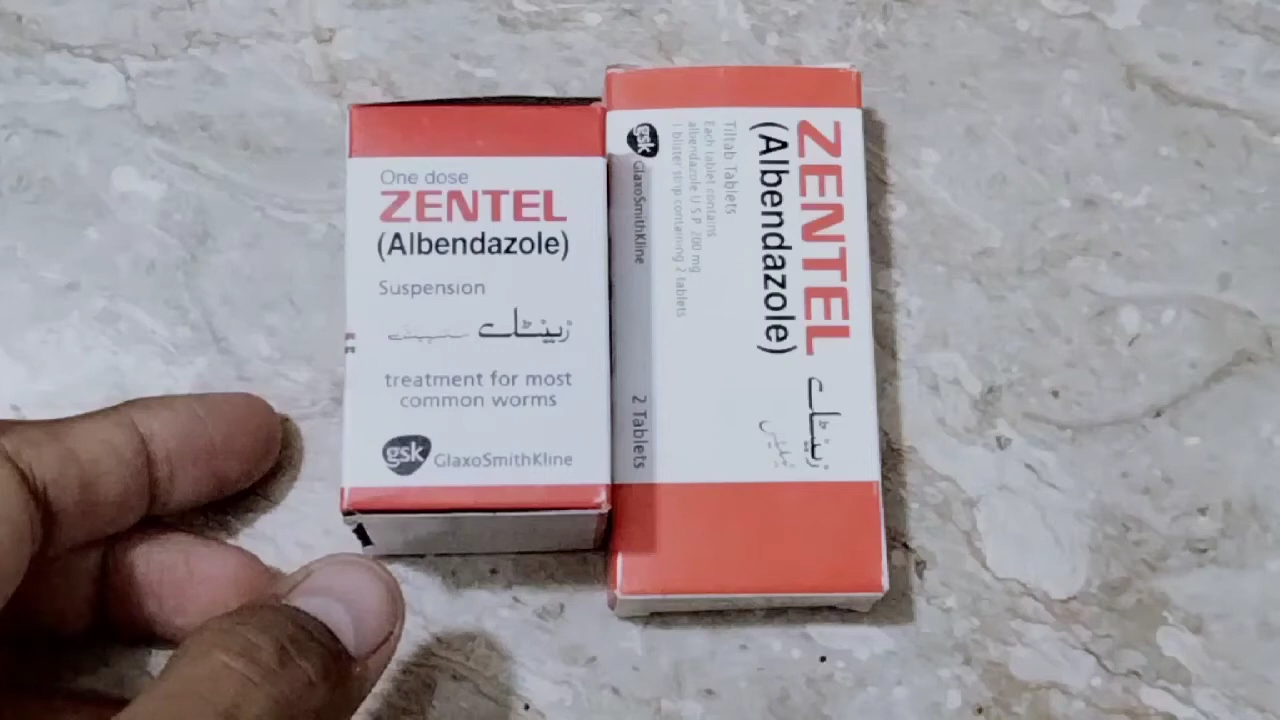 One dose
ZENTEL
(Albendazole)
Suspension
زینٹل
treatment for most
common worms
gsk GlaxoSmithKline
ZENTEL
(Albendazole)
زینٹل
Tiltab Tablets
Each tablet contains
albendazole U.S.P. 200 mg
1 blister strip containing 2 tablets
gsk GlaxoSmithKline
2 Tablets